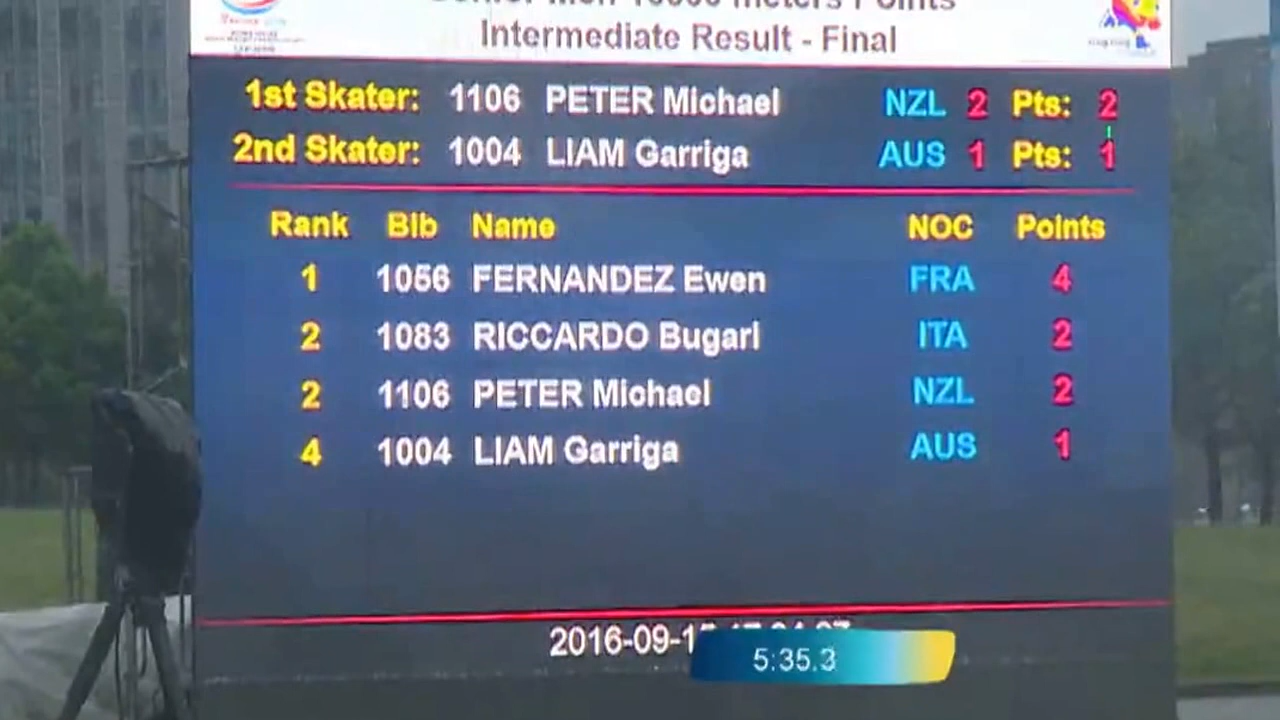 Intermediate Result - Final
1st Skater: 1106 PETER Michael NZL 2 Pts: 2
2nd Skater: 1004 LIAM Garriga AUS 1 Pts: 1
Rank Bib Name NOC Points
1 1056 FERNANDEZ Ewen FRA 4
2 1083 RICCARDO Bugari ITA 2
2 1106 PETER Michael NZL 2
4 1004 LIAM Garriga AUS 1
5:35.3